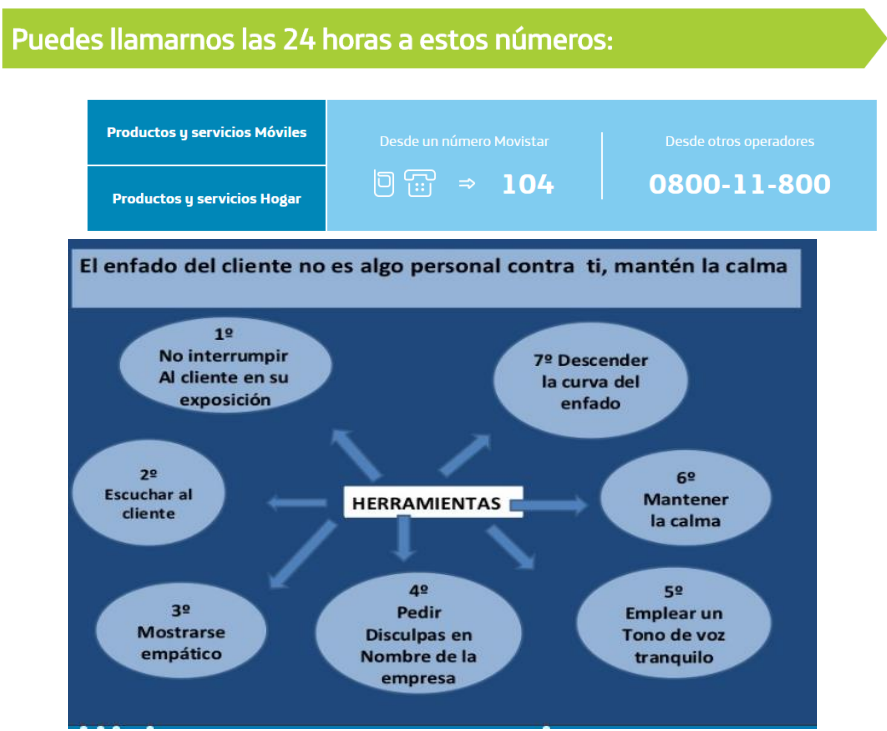 Puedes llamarnos las 24 horas a estos números:
Productos y servicios Móviles
Productos y servicios Hogar
Desde un número Movistar
104
Desde otros operadores
0800-11-800
El enfado del cliente no es algo personal contra ti, mantén la calma
1º
No interrumpir
Al cliente en su
exposición
2º
Escuchar al
cliente
3º
Mostrarse
empático
4º
Pedir
Disculpas en
Nombre de la
empresa
5º
Emplear un
Tono de voz
tranquilo
6º
Mantener
la calma
7º Descender
la curva del
enfado
HERRAMIENTAS